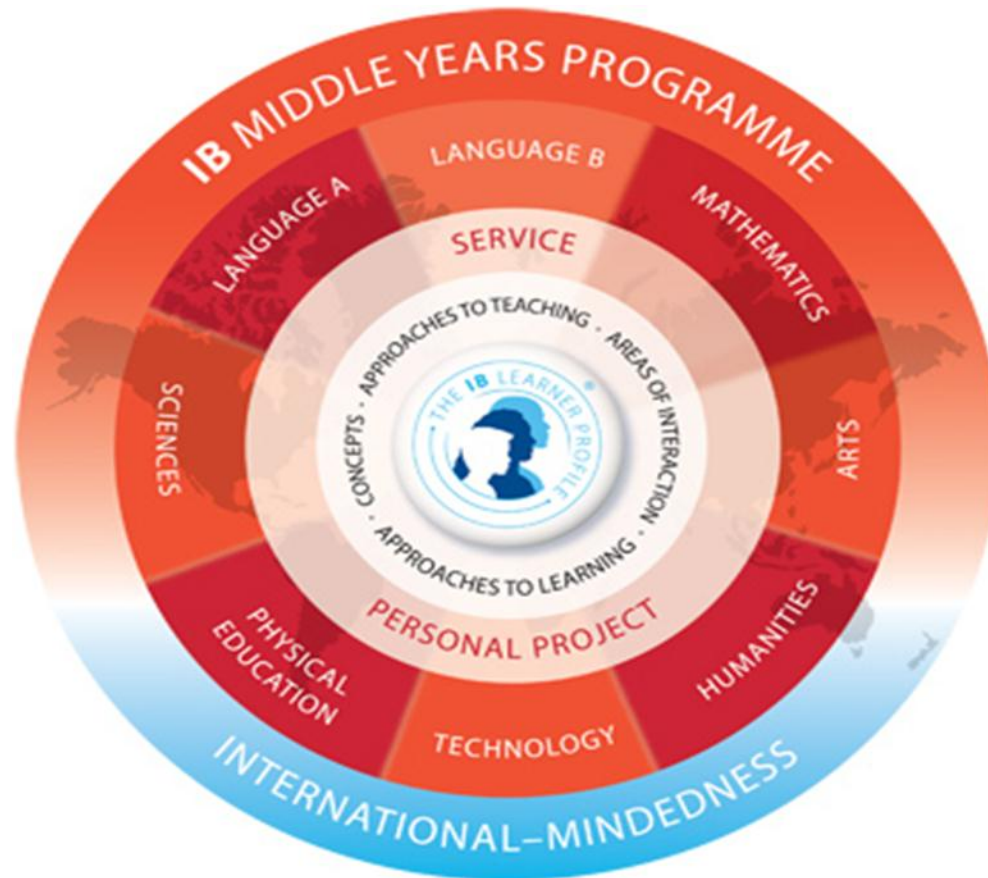 IB MIDDLE YEARS PROGRAMME
LANGUAGE B
LANGUAGE A
MATHEMATICS
SERVICE
SCIENCES
ARTS
CONCEPTS · APPROACHES TO TEACHING · AREAS OF INTERACTION ·
APPROACHES TO LEARNING ·
THE IB LEARNER PROFILE ®
PERSONAL PROJECT
PHYSICAL
EDUCATION
HUMANITIES
TECHNOLOGY
INTERNATIONAL–MINDEDNESS